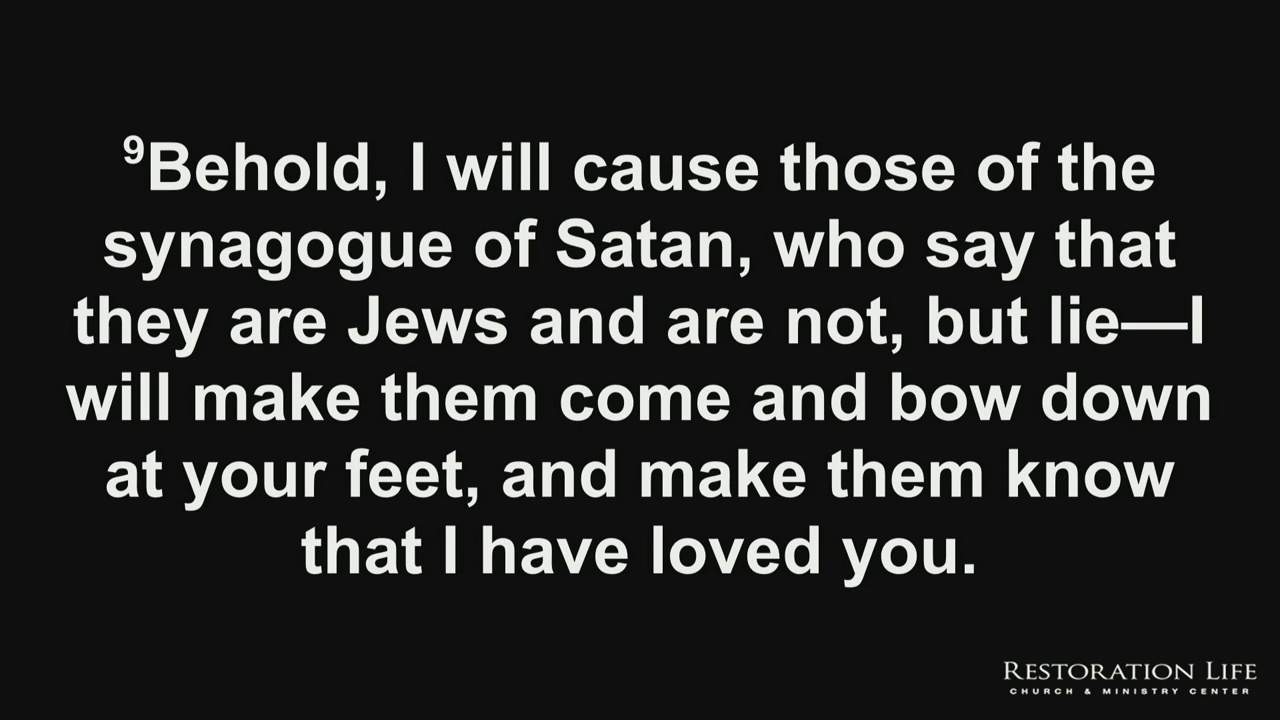 ⁹Behold, I will cause those of the
synagogue of Satan, who say that
they are Jews and are not, but lie—I
will make them come and bow down
at your feet, and make them know
that I have loved you.
RESTORATION LIFE
CHURCH & MINISTRY CENTER